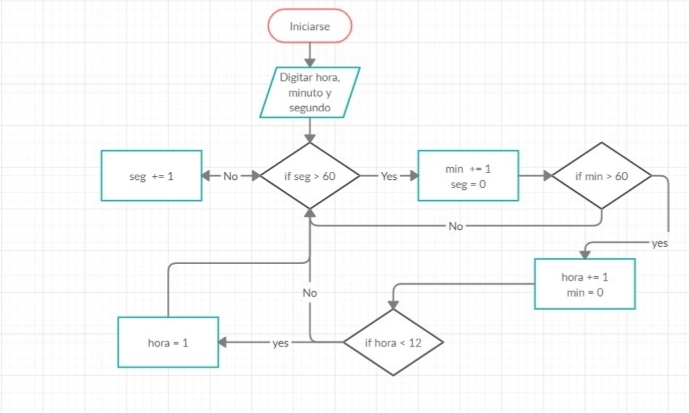 Iniciarse
Digitar hora,
minuto y
segundo
seg += 1
No
if seg > 60
Yes
min += 1
seg = 0
if min > 60
No
yes
hora += 1
min = 0
No
hora = 1
yes
if hora < 12